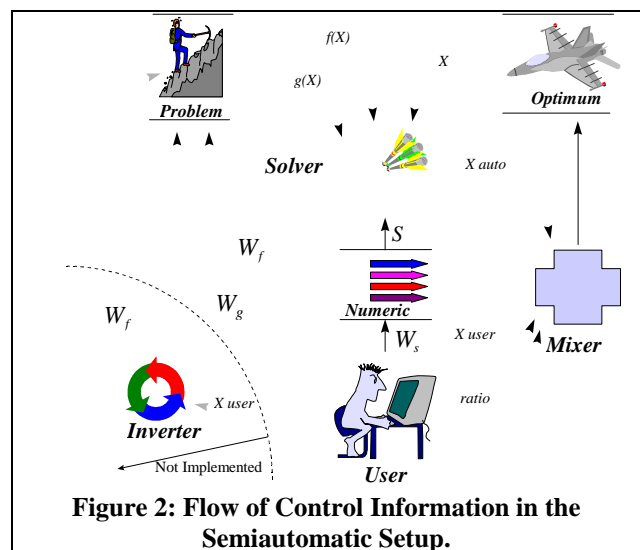 f(X)
X
g(X)
Problem
Optimum
Solver
X auto
S
W_f
W_f
W_g
Numeric
W_s
X user
Mixer
X user
ratio
Inverter
Not Implemented
User
Figure 2: Flow of Control Information in the
Semiautomatic Setup.